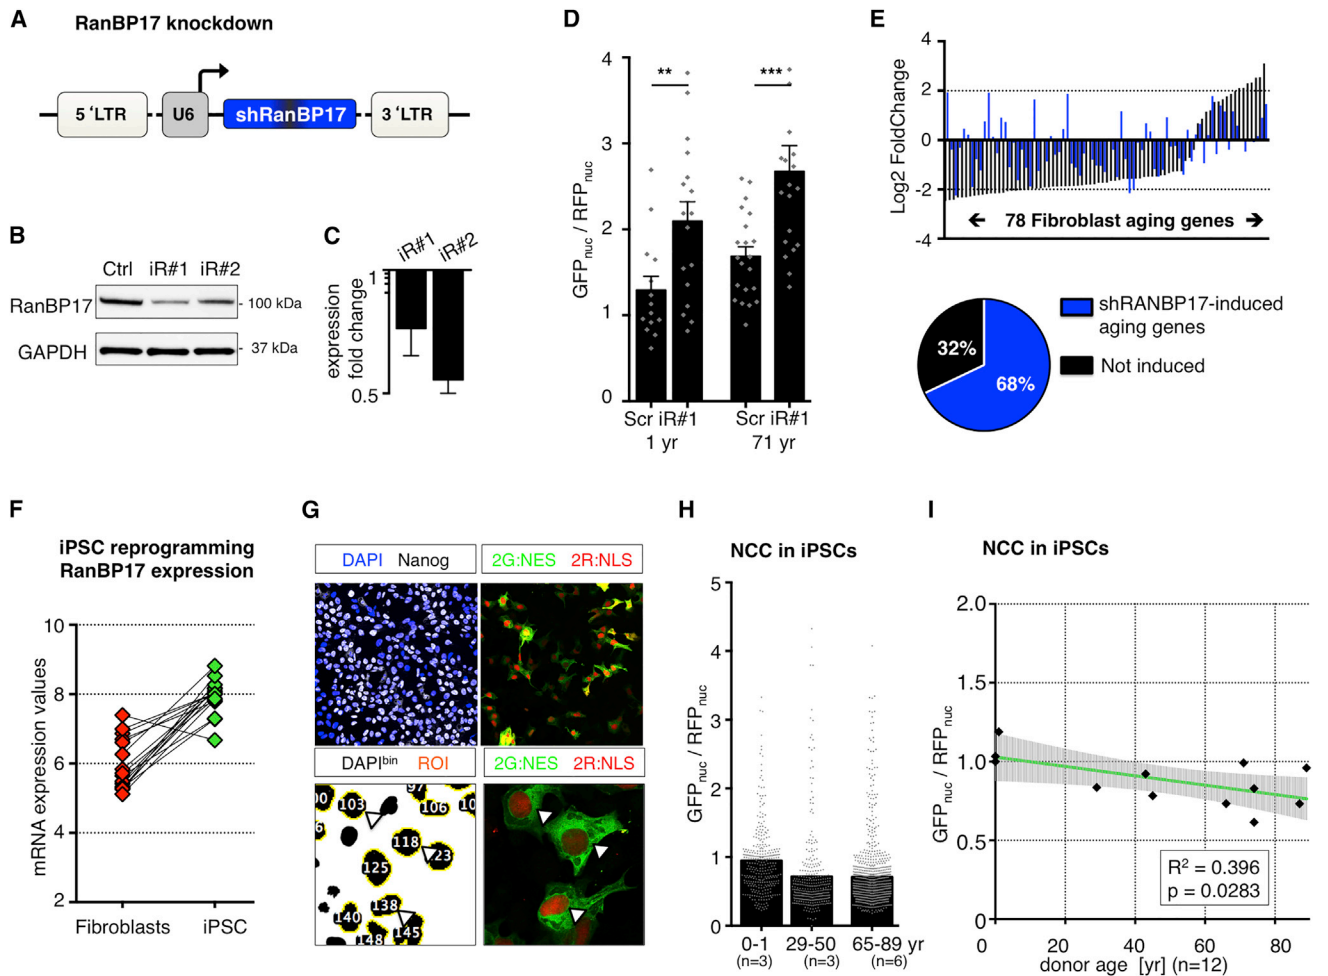 A
RanBP17 knockdown
5 ‘LTR
U6
shRanBP17
3 ‘LTR
B
Ctrl iR#1 iR#2
RanBP17
- 100 kDa
GAPDH
- 37 kDa
C
iR#1 iR#2
expression
fold change
1
0.5
D
GFPnuc / RFPnuc
4
3
2
1
0
**
***
Scr iR#1
1 yr
Scr iR#1
71 yr
E
Log2 FoldChange
4
2
0
-2
-4
← 78 Fibroblast aging genes →
32%
68%
shRANBP17-induced
aging genes
Not induced
F
iPSC reprogramming
RanBP17 expression
mRNA expression values
10
8
6
4
2
Fibroblasts
iPSC
G
DAPI Nanog
2G:NES 2R:NLS
DAPIbin ROI
2G:NES 2R:NLS
103
97
106
10
6
118
23
125
138
140
145
148
H
NCC in iPSCs
GFPnuc / RFPnuc
5
4
3
2
1
0
0-1 29-50 65-89 yr
(n=3) (n=3) (n=6)
I
NCC in iPSCs
GFPnuc / RFPnuc
2.0
1.5
1.0
0.5
0
R² = 0.396
p = 0.0283
0 20 40 60 80
donor age [yr] (n=12)